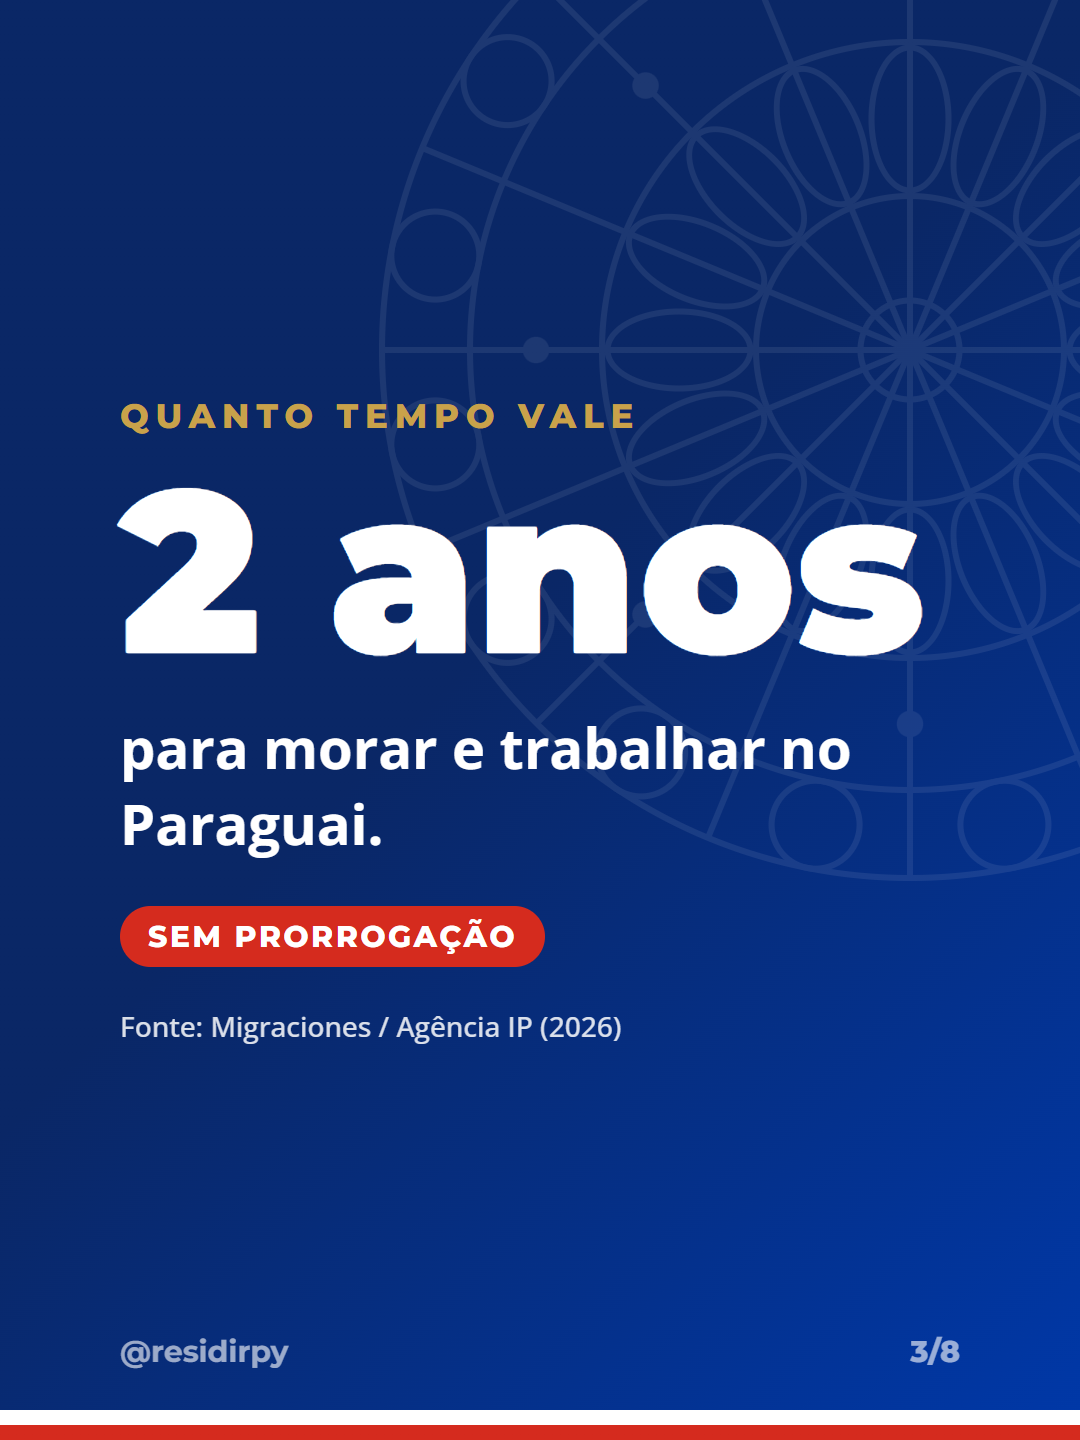 QUANTO TEMPO VALE
2 anos
para morar e trabalhar no
Paraguai.
SEM PRORROGAÇÃO
Fonte: Migraciones / Agência IP (2026)
@residirpy
3/8